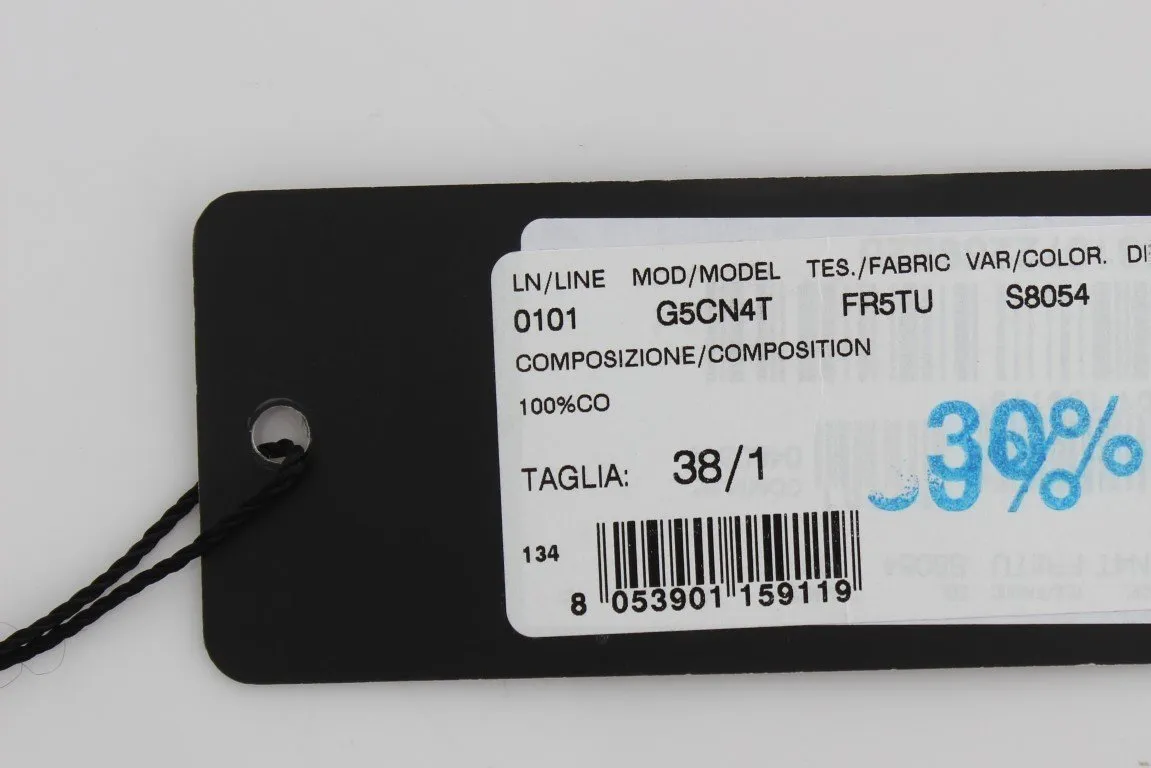 LN/LINE MOD/MODEL TES./FABRIC VAR/COLOR.
0101 G5CN4T FR5TU S8054
COMPOSIZIONE/COMPOSITION
100%CO
TAGLIA: 38/1
134
8 053901 159119